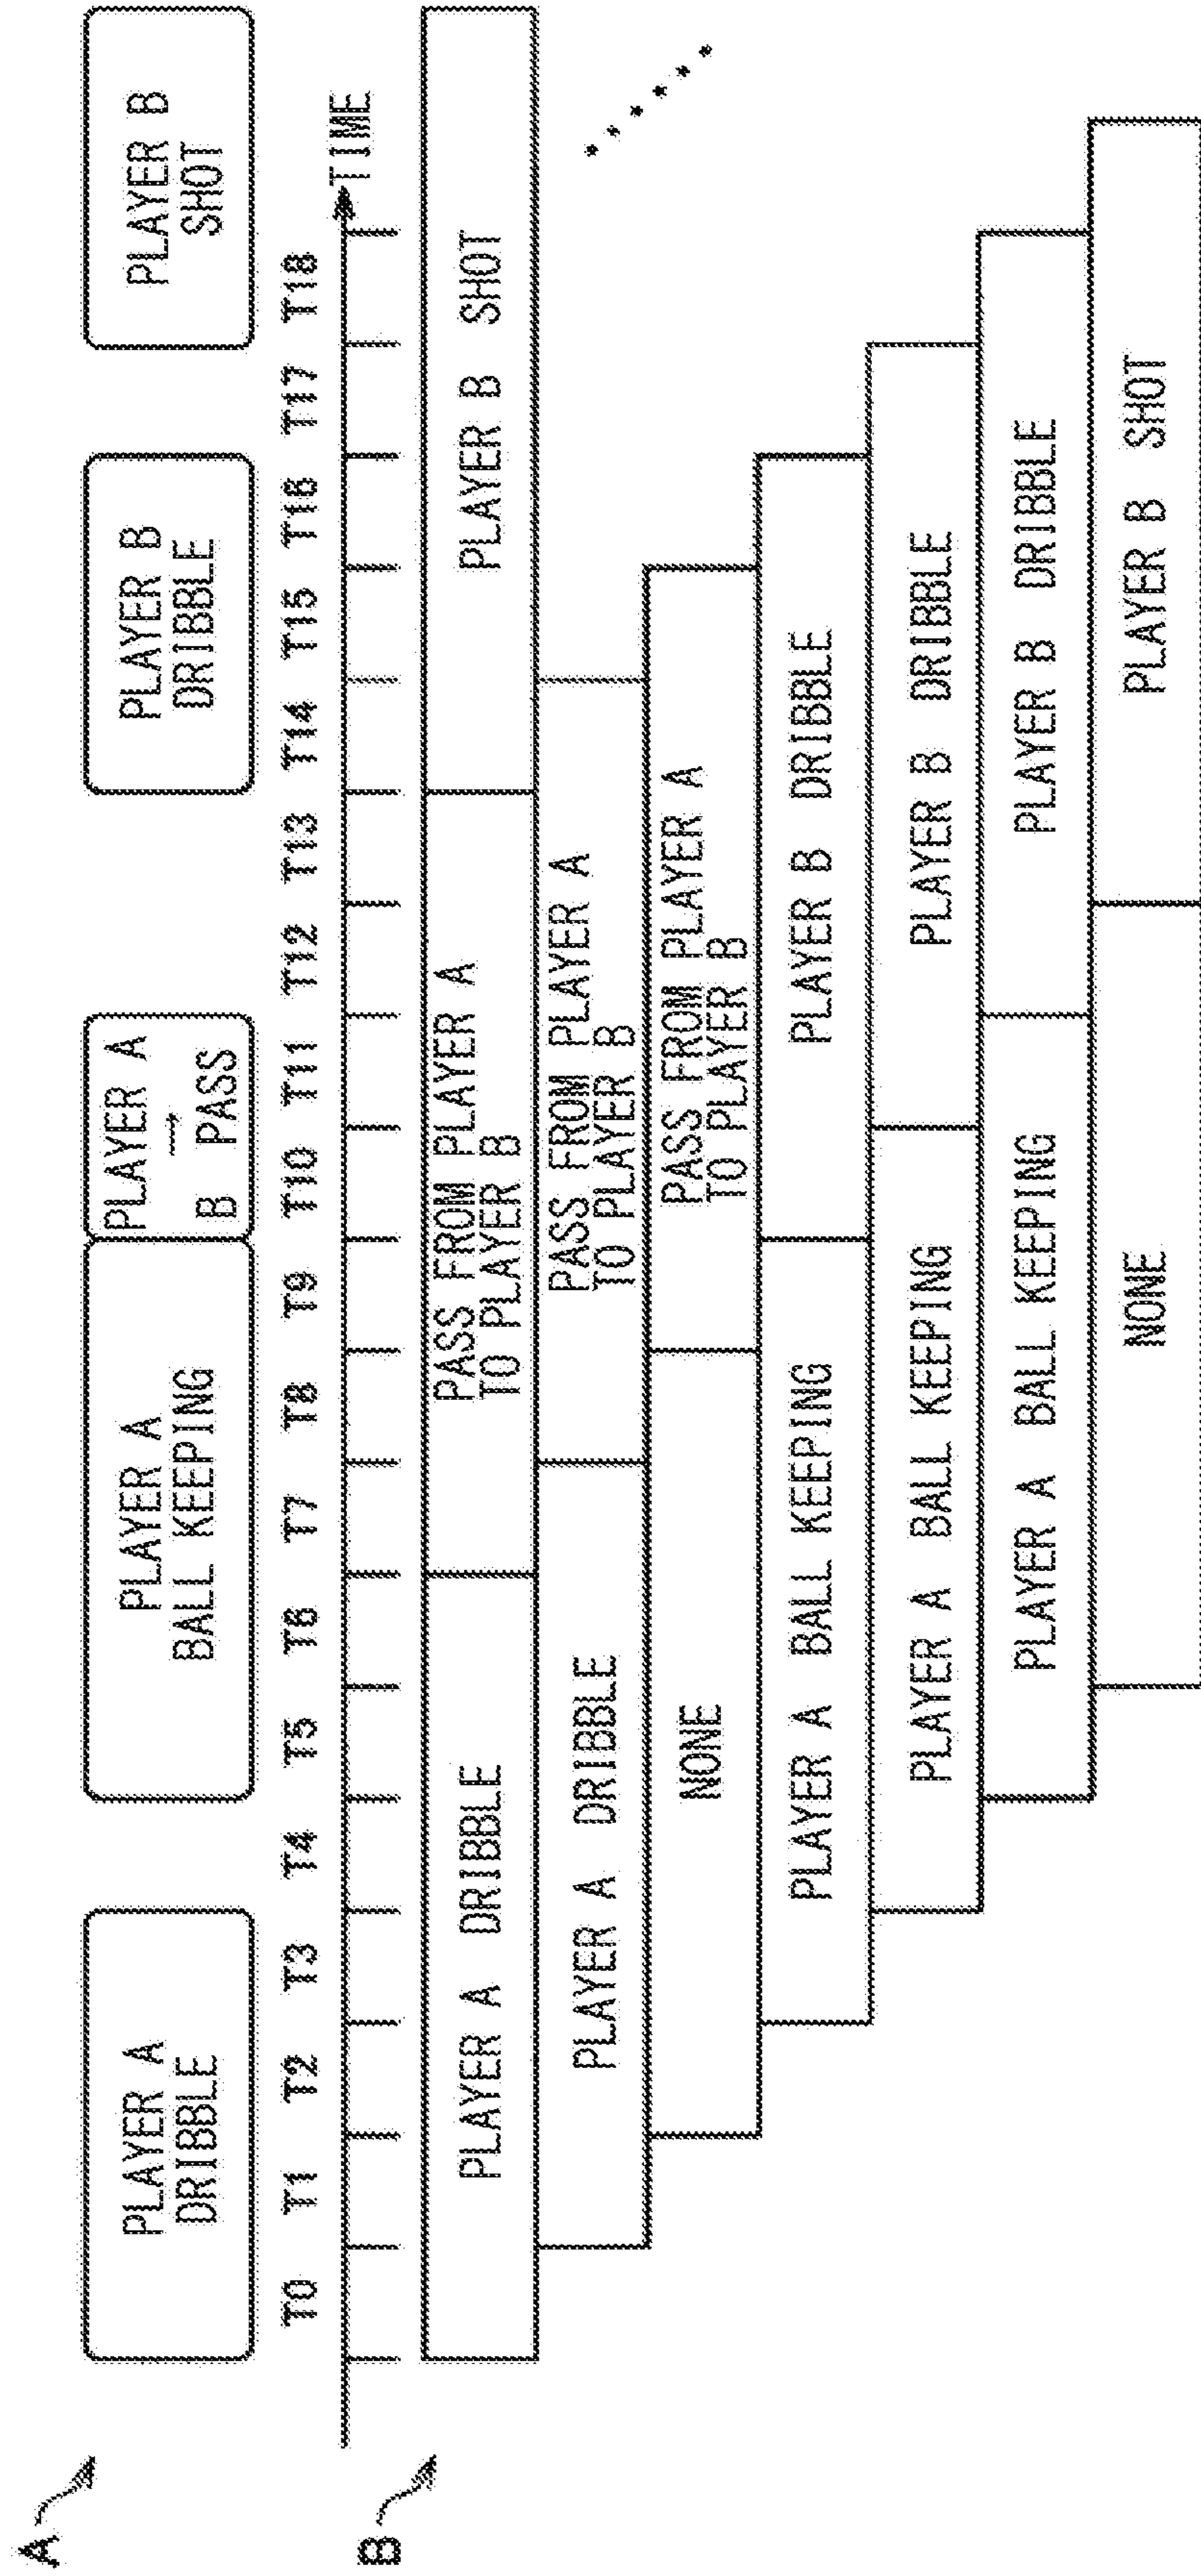 A
PLAYER A
DRIBBLE
PLAYER A
BALL KEEPING
PLAYER A
→
B PASS
PLAYER B
DRIBBLE
PLAYER B
SHOT
T0 T1 T2 T3 T4 T5 T6 T7 T8 T9 T10 T11 T12 T13 T14 T15 T16 T17 T18
TIME
B
PLAYER A DRIBBLE
PASS FROM PLAYER A
TO PLAYER B
PLAYER B SHOT
PLAYER A DRIBBLE
PASS FROM PLAYER A
TO PLAYER B
NONE
PASS FROM PLAYER A
TO PLAYER B
PLAYER A BALL KEEPING
PLAYER B DRIBBLE
PLAYER A BALL KEEPING
PLAYER B DRIBBLE
PLAYER A BALL KEEPING
PLAYER B DRIBBLE
NONE
PLAYER B SHOT